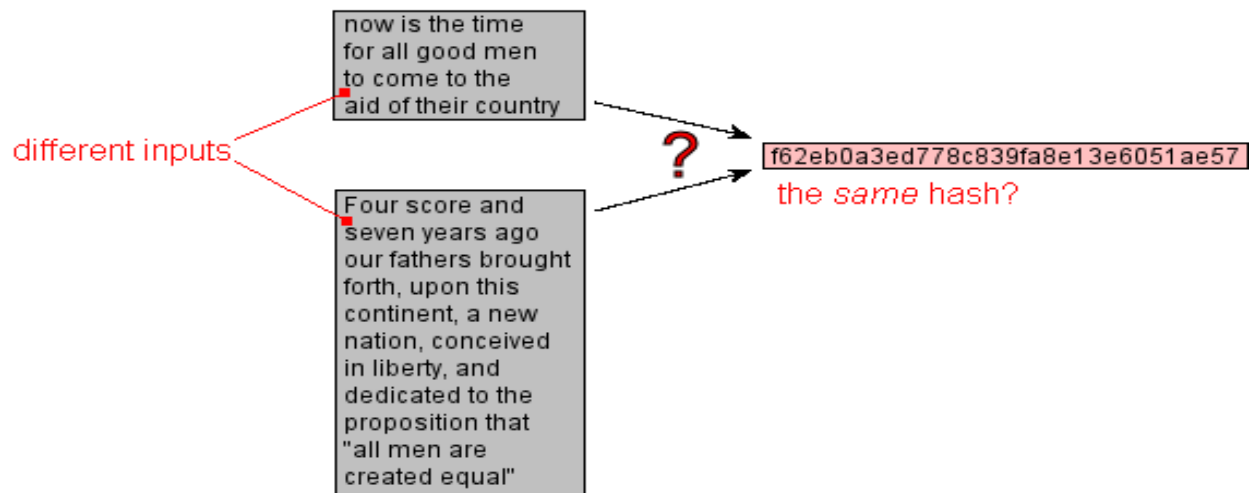 now is the time
for all good men
to come to the
aid of their country
different inputs
?
f62eb0a3ed778c839fa8e13e6051ae57
the same hash?
Four score and
seven years ago
our fathers brought
forth, upon this
continent, a new
nation, conceived
in liberty, and
dedicated to the
proposition that
"all men are
created equal"